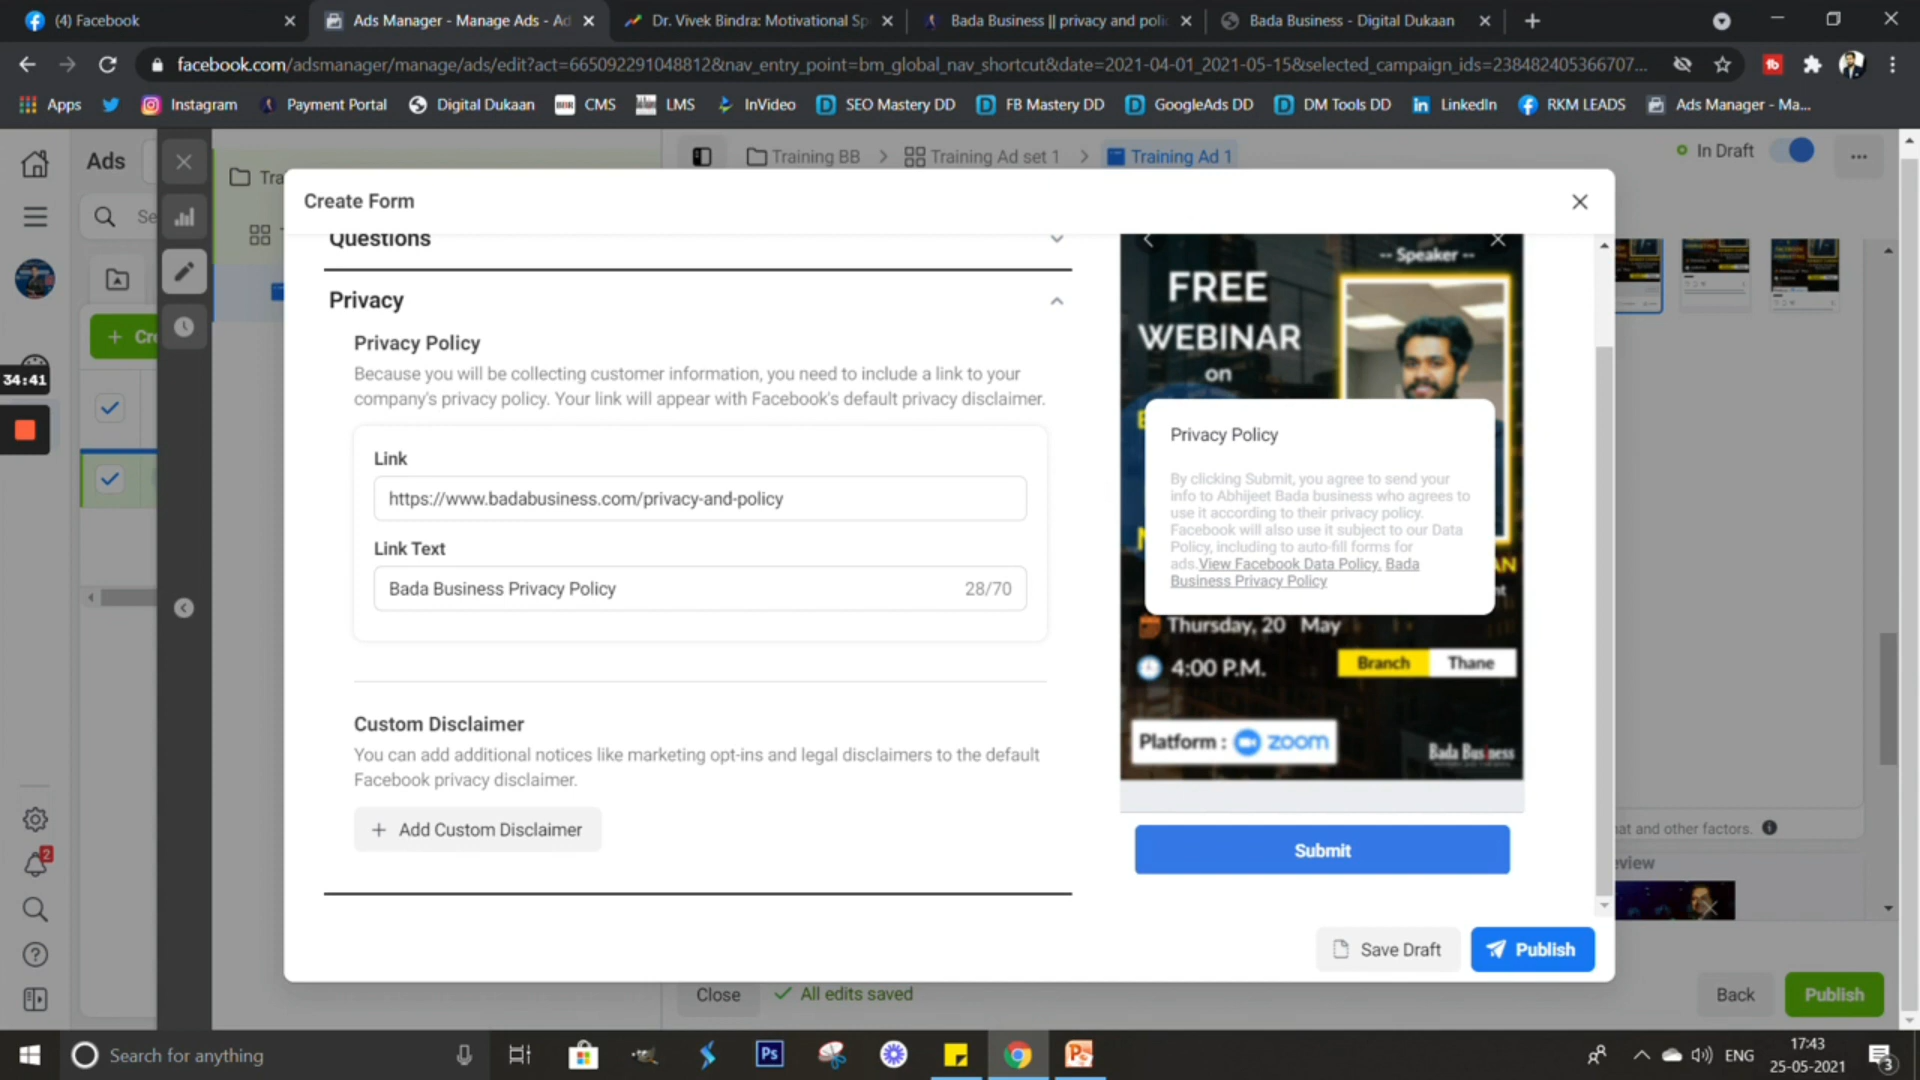 (4) Facebook
Ads Manager - Manage Ads - Ad
Dr. Vivek Bindra: Motivational Sp
Bada Business || privacy and polic
Bada Business - Digital Dukaan
facebook.com/adsmanager/manage/ads/edit?act=665092291048812&nav_entry_point=bm_global_nav_shortcut&date=2021-04-01_2021-05-15&selected_campaign_ids=238482405366707...
Apps
Instagram
Payment Portal
Digital Dukaan
CMS
LMS
InVideo
SEO Mastery DD
FB Mastery DD
GoogleAds DD
DM Tools DD
LinkedIn
RKM LEADS
Ads Manager - Ma...
Ads
Se
Cre
Tra
Training BB
Training Ad set 1
Training Ad 1
In Draft
34:41
2
Create Form
Questions
Privacy
Privacy Policy
Because you will be collecting customer information, you need to include a link to your
company's privacy policy. Your link will appear with Facebook's default privacy disclaimer.
Link
https://www.badabusiness.com/privacy-and-policy
Link Text
Bada Business Privacy Policy
28/70
Custom Disclaimer
You can add additional notices like marketing opt-ins and legal disclaimers to the default
Facebook privacy disclaimer.
+ Add Custom Disclaimer
-- Speaker --
FREE
WEBINAR
on
Privacy Policy
By clicking Submit, you agree to send your
info to Abhijeet Bada business who agrees to
use it according to their privacy policy.
Facebook will also use it subject to our Data
Policy, including to auto-fill forms for
ads.View Facebook Data Policy. Bada
Business Privacy Policy
AN
Thursday, 20 May
4:00 P.M.
Branch
Thane
Platform :
zoom
Bada Business
Submit
Save Draft
Publish
hat and other factors.
eview
Close
All edits saved
Back
Publish
Search for anything
Ps
ENG
17:43
25-05-2021
3